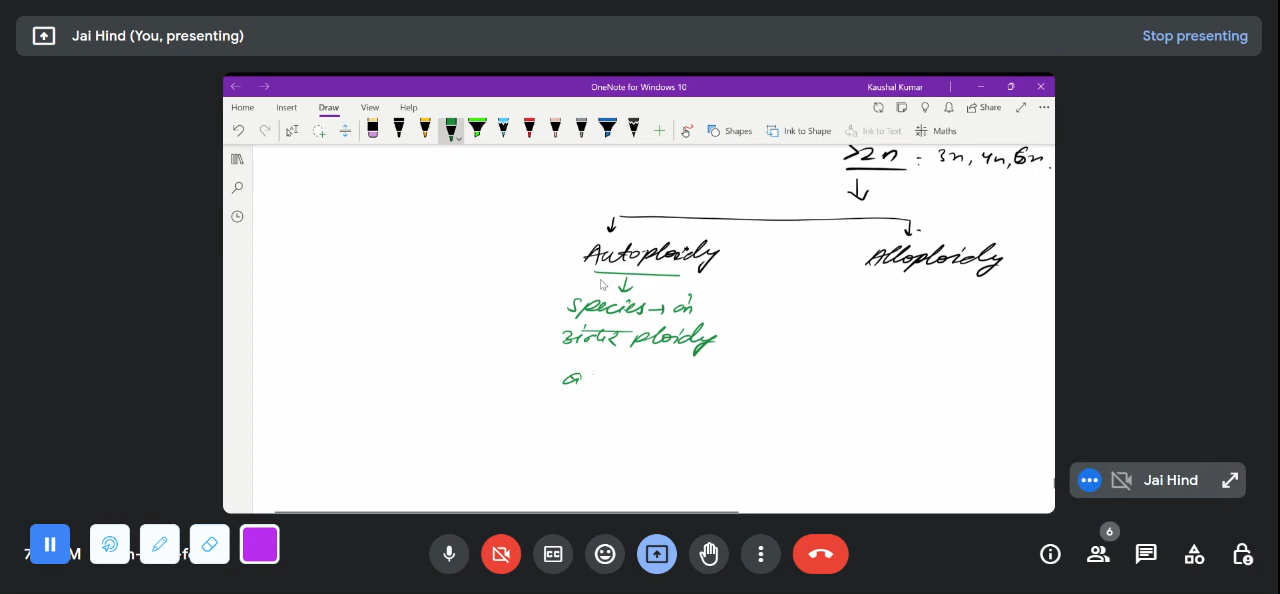 Jai Hind (You, presenting)
Stop presenting
OneNote for Windows 10
Kaushal Kumar
Home Insert Draw View Help
Share
Shapes Ink to Shape Ink to Text Maths
>2n = 3n, 4n, 6n.
Autoploidy Alloploidy
Species → की
ploidy
Jai Hind
6